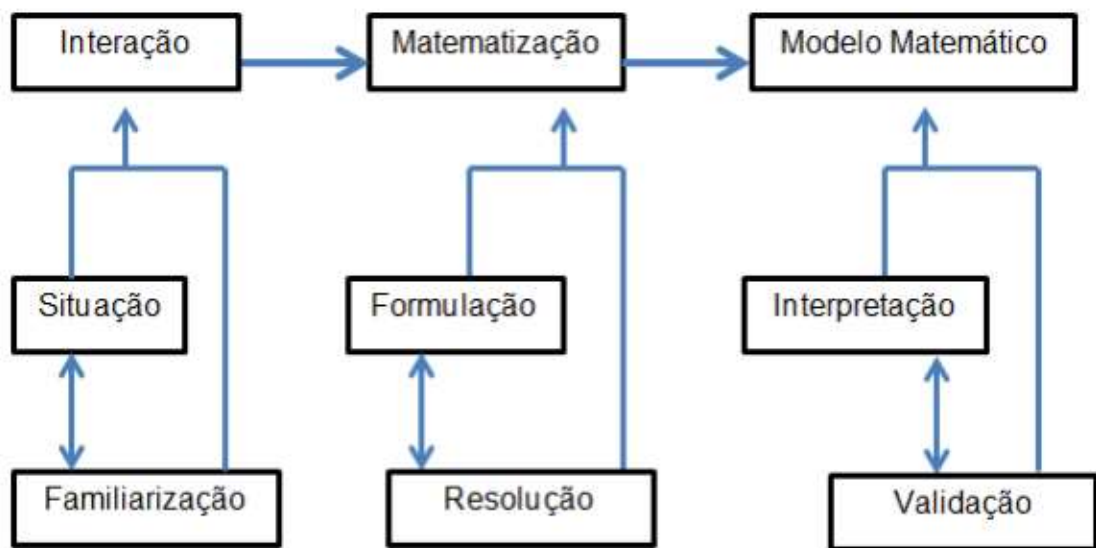 Interação
Matematização
Modelo Matemático
Situação
Formulação
Interpretação
Familiarização
Resolução
Validação